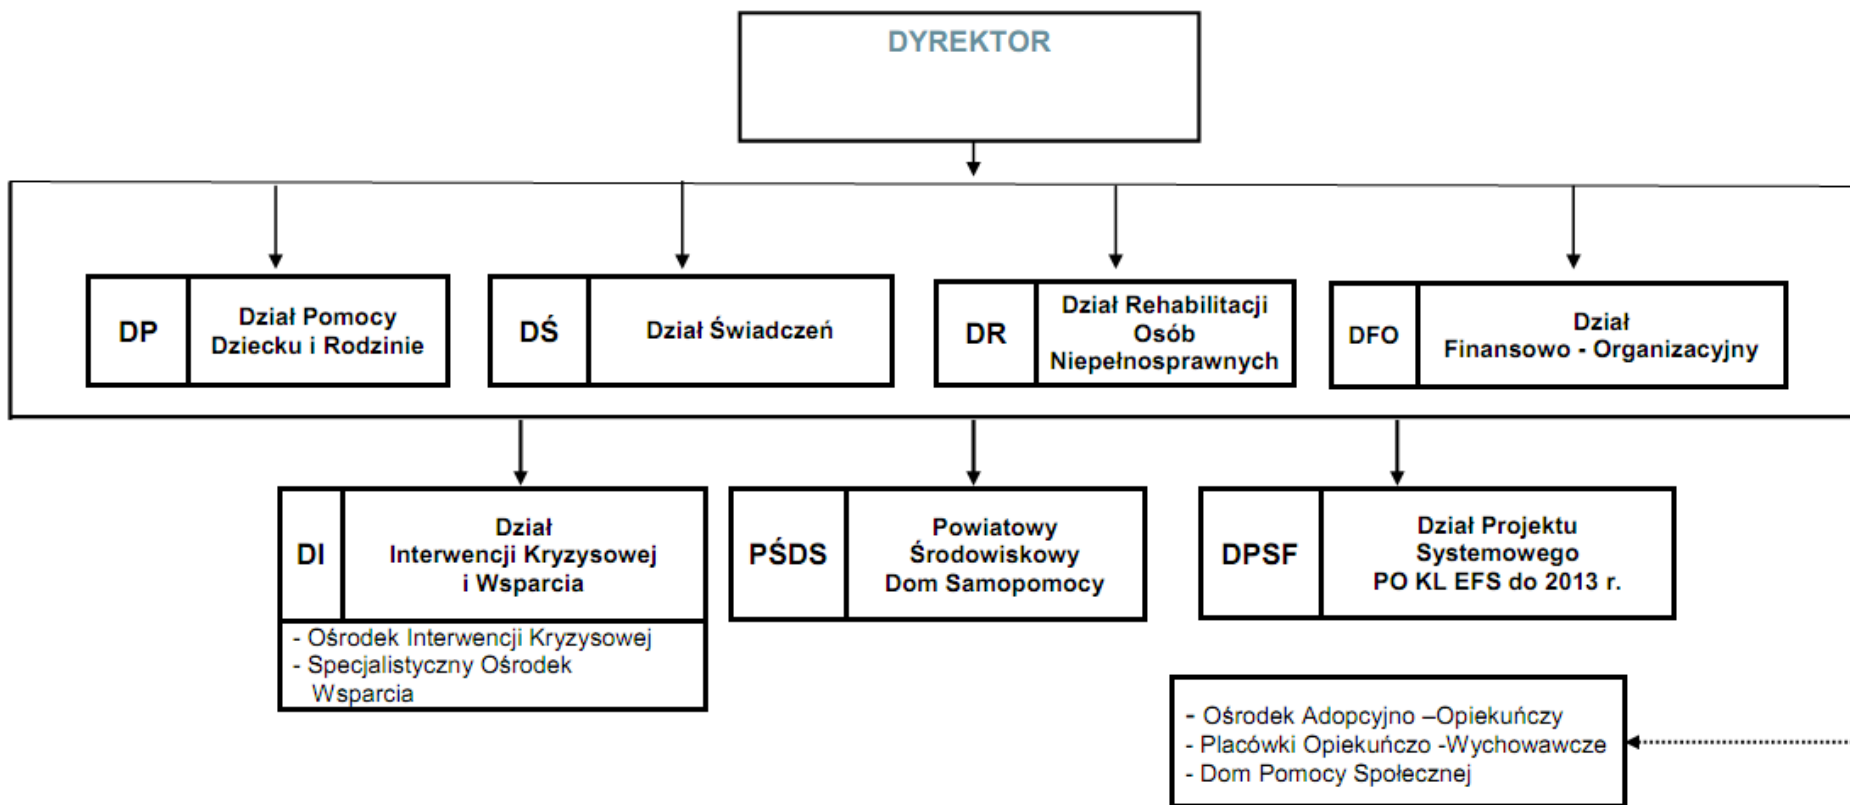 DYREKTOR
DP
Dział Pomocy
Dziecku i Rodzinie
DŚ
Dział Świadczeń
DR
Dział Rehabilitacji
Osób
Niepełnosprawnych
DFO
Dział
Finansowo - Organizacyjny
DI
Dział
Interwencji Kryzysowej
i Wsparcia
- Ośrodek Interwencji Kryzysowej
- Specjalistyczny Ośrodek
Wsparcia
PŚDS
Powiatowy
Środowiskowy
Dom Samopomocy
DPSF
Dział Projektu
Systemowego
PO KL EFS do 2013 r.
- Ośrodek Adopcyjno –Opiekuńczy
- Placówki Opiekuńczo -Wychowawcze
- Dom Pomocy Społecznej